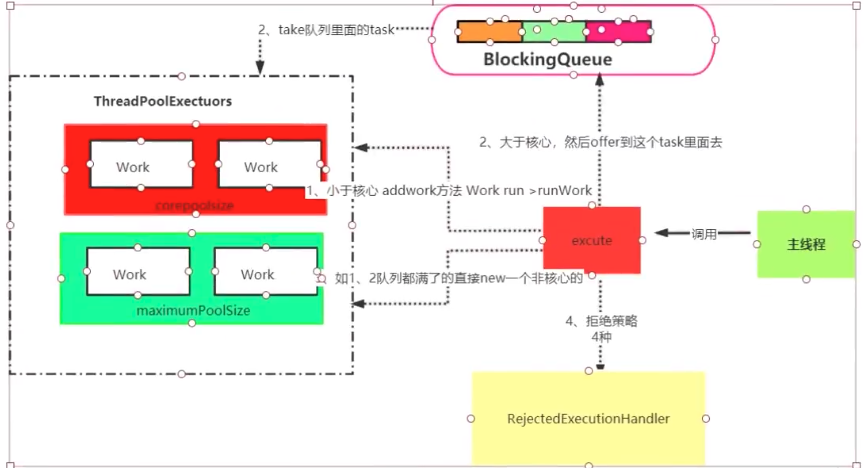 2、take队列里面的task
BlockingQueue
ThreadPoolExectuors
Work
Work
corepoolsize
2、大于核心，然后offer到这个task里面去
1、小于核心 addwork方法 Work run >runWork
excute
调用
主线程
Work
Work
maximumPoolSize
如1、2队列都满了的直接new一个非核心的
4、拒绝策略
4种
RejectedExecutionHandler